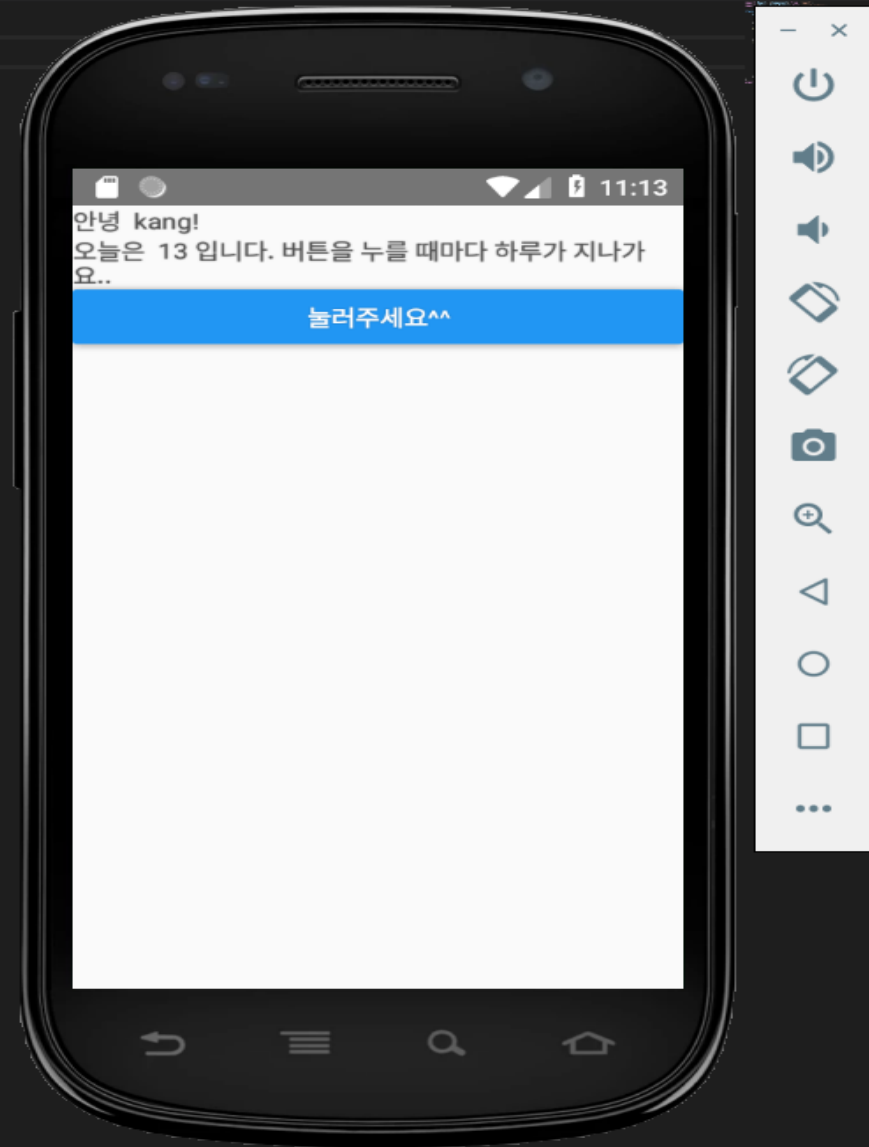 11:13
안녕  kang!
오늘은  13 입니다. 버튼을 누를 때마다 하루가 지나가
요..
눌러주세요^^